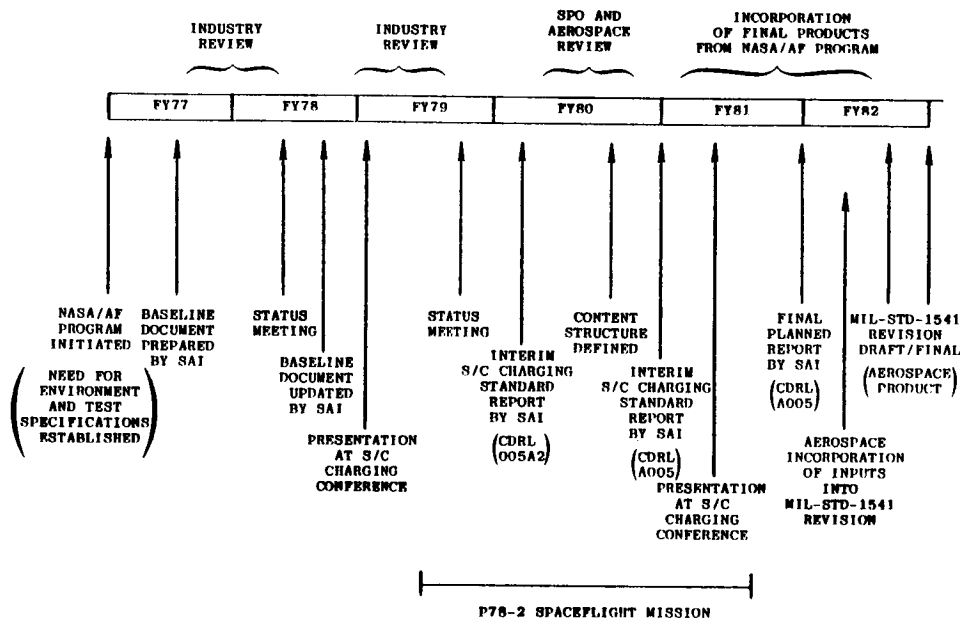 INDUSTRY
REVIEW
INDUSTRY
REVIEW
SPO AND
AEROSPACE
REVIEW
INCORPORATION
OF FINAL PRODUCTS
FROM NASA/AF PROGRAM
FY77
FY78
FY79
FY80
FY81
FY82
NASA/AF
PROGRAM
INITIATED
(NEED FOR
ENVIRONMENT
AND TEST
SPECIFICATIONS
ESTABLISHED)
BASELINE
DOCUMENT
PREPARED
BY SAI
STATUS
MEETING
BASELINE
DOCUMENT
UPDATED
BY SAI
PRESENTATION
AT S/C
CHARGING
CONFERENCE
STATUS
MEETING
INTERIM
S/C CHARGING
STANDARD
REPORT
BY SAI
(CDRL
005A2)
CONTENT
STRUCTURE
DEFINED
INTERIM
S/C CHARGING
STANDARD
REPORT
BY SAI
(CDRL
A005)
PRESENTATION
AT S/C
CHARGING
CONFERENCE
FINAL
PLANNED
REPORT
BY SAI
(CDRL
A005)
AEROSPACE
INCORPORATION
OF INPUTS
INTO
MIL-STD-1541
REVISION
MIL-STD-1541
REVISION
DRAFT/FINAL
(AEROSPACE
PRODUCT)
P78-2 SPACEFLIGHT MISSION